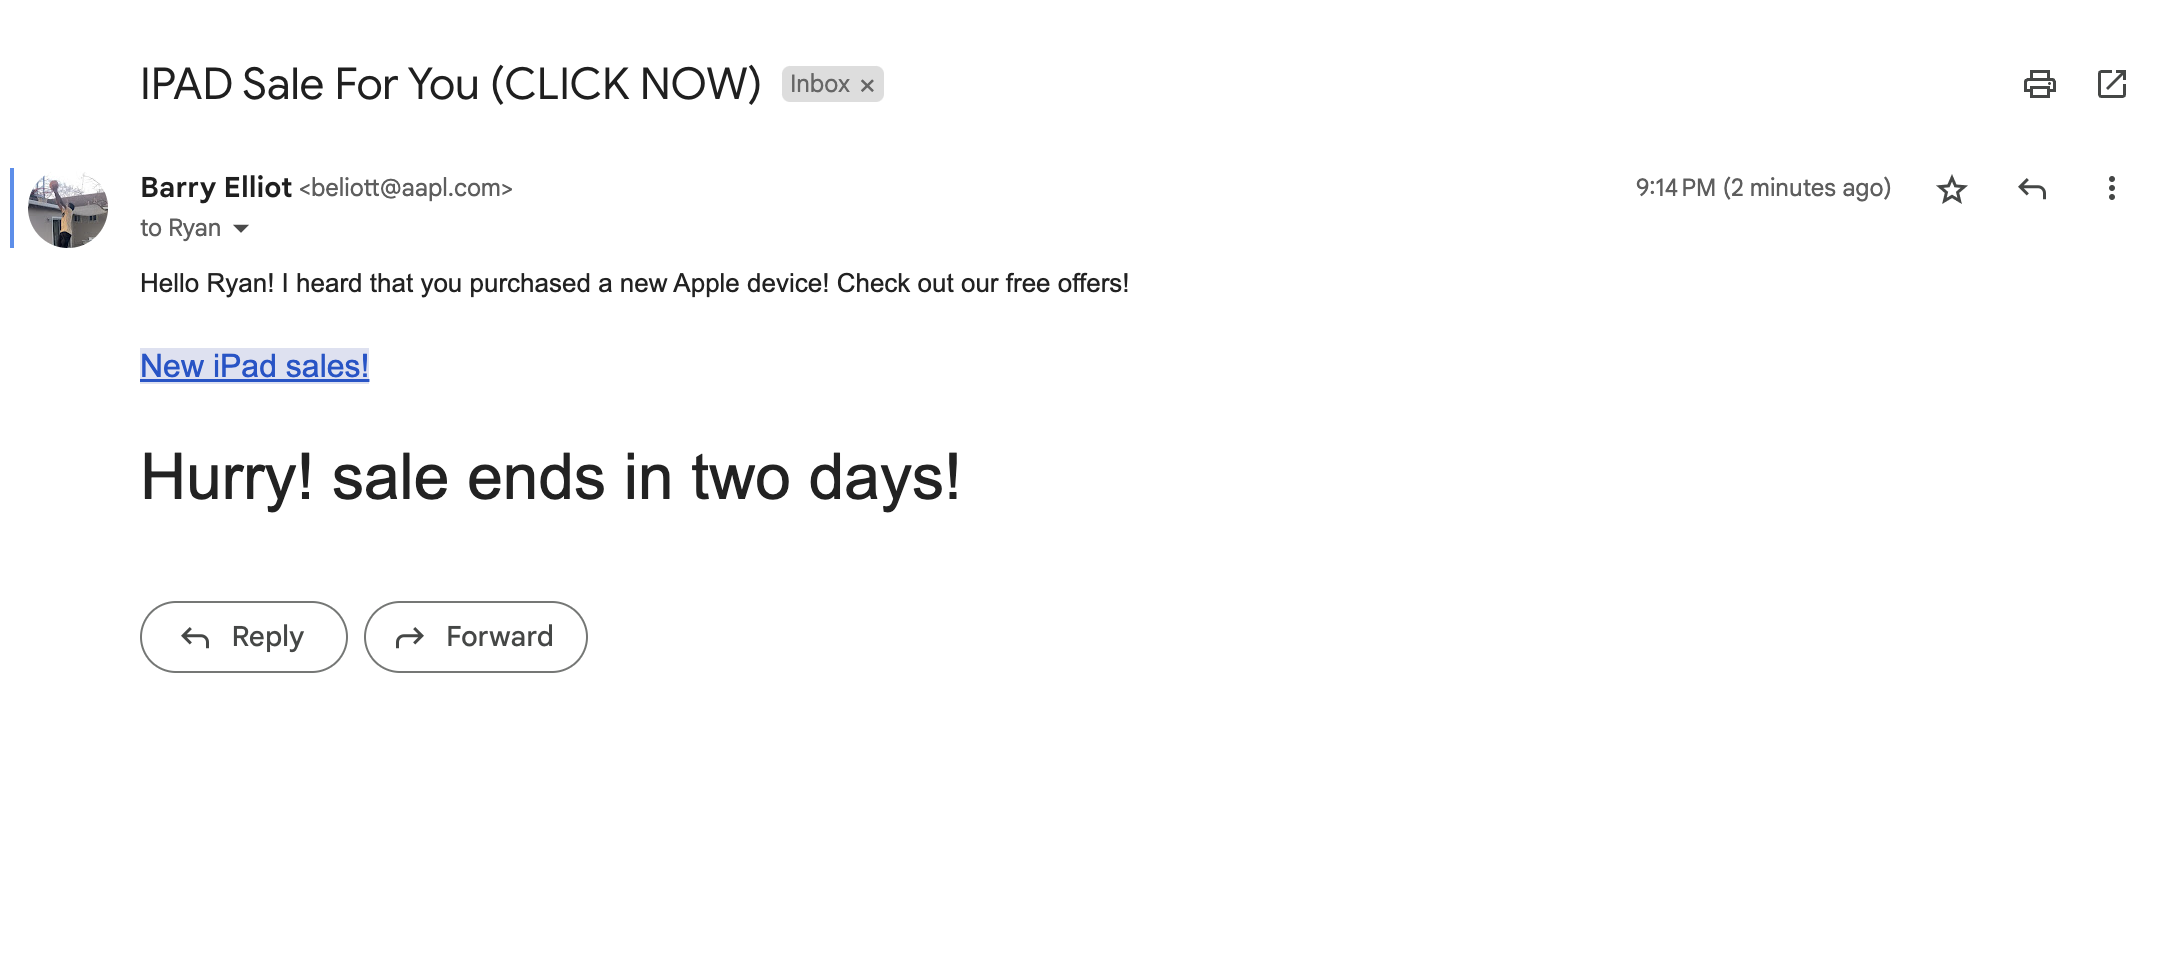 IPAD Sale For You (CLICK NOW) Inbox ×
Barry Elliot <beliott@aapl.com> 9:14 PM (2 minutes ago)
to Ryan
Hello Ryan! I heard that you purchased a new Apple device! Check out our free offers!
New iPad sales!
Hurry! sale ends in two days!
Reply Forward